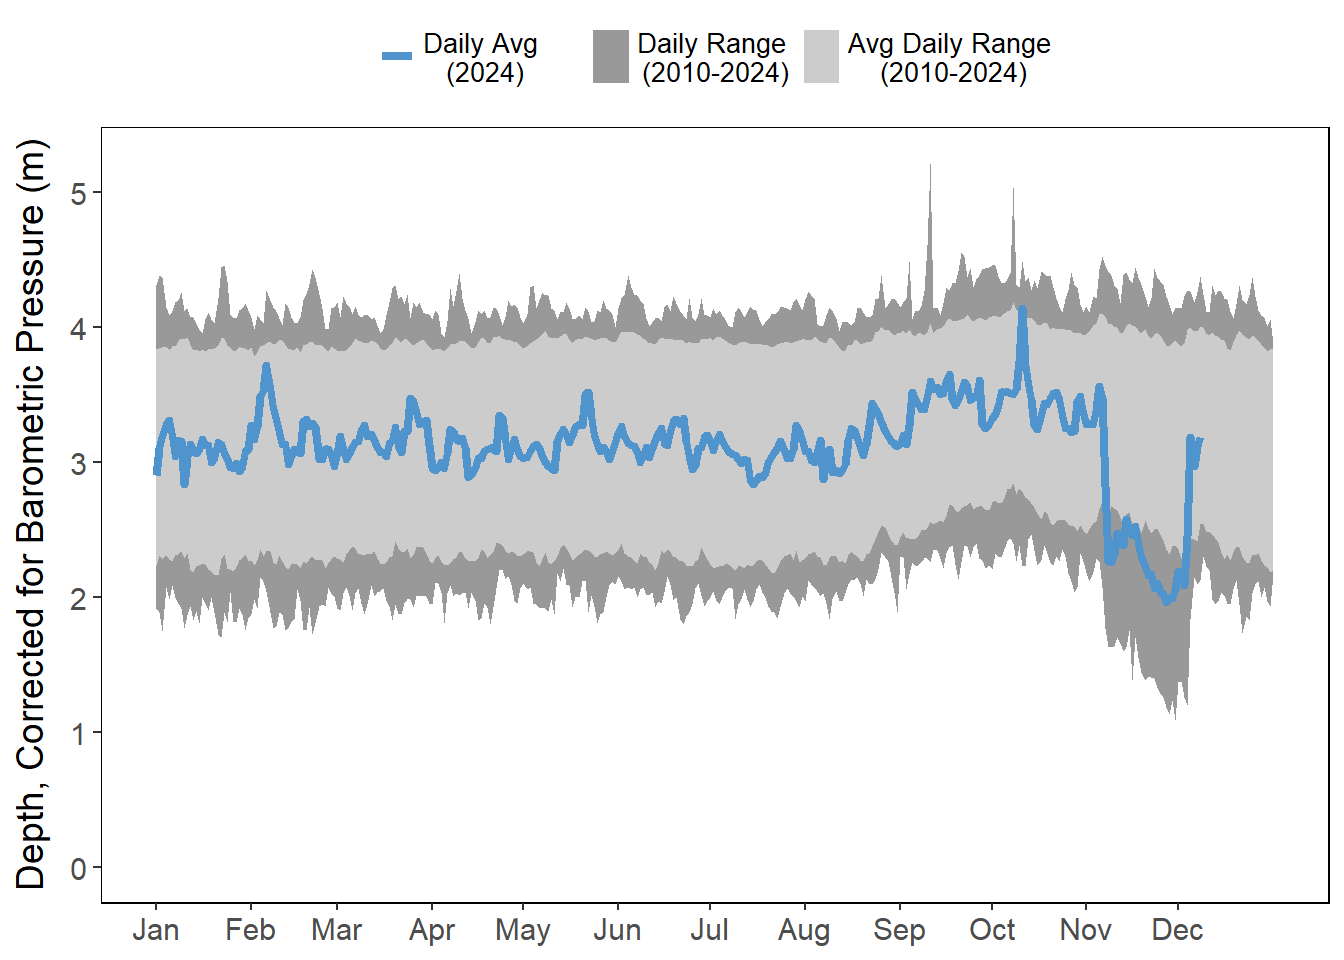 Daily Avg
(2024)
Daily Range
(2010-2024)
Avg Daily Range
(2010-2024)
Depth, Corrected for Barometric Pressure (m)
5
4
3
2
1
0
Jan Feb Mar Apr May Jun Jul Aug Sep Oct Nov Dec